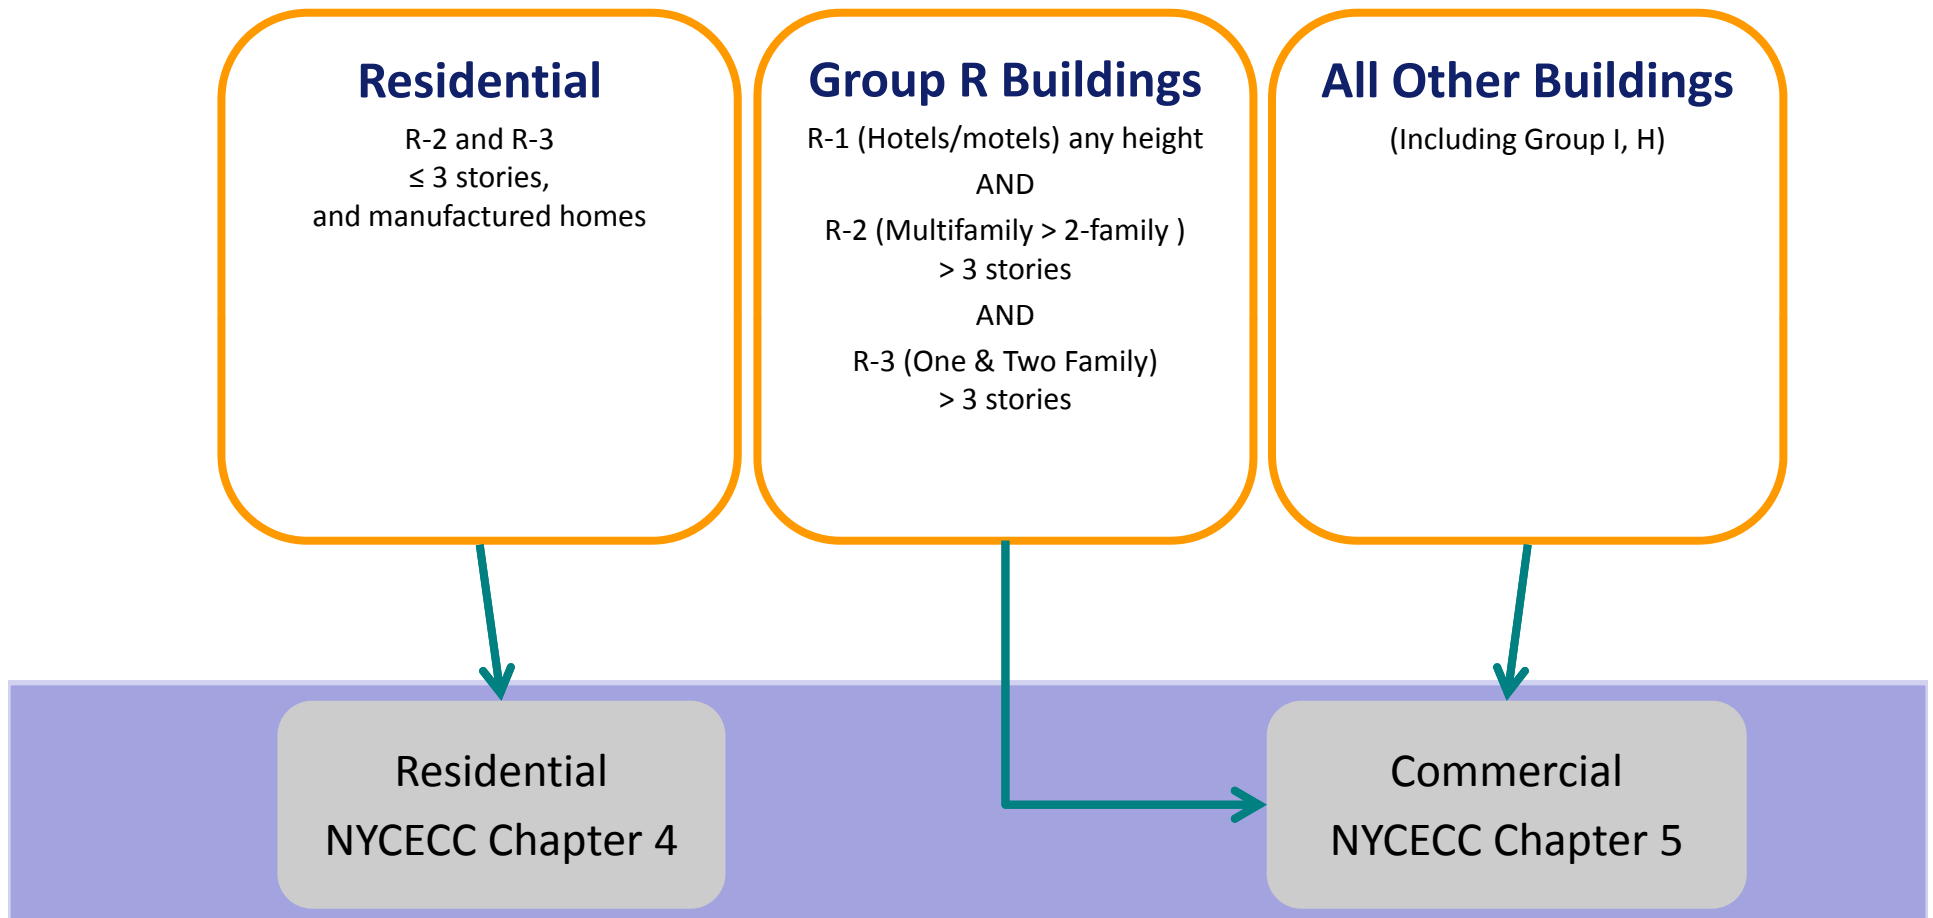 Residential
R-2 and R-3
≤ 3 stories,
and manufactured homes
Group R Buildings
R-1 (Hotels/motels) any height
AND
R-2 (Multifamily > 2-family )
> 3 stories
AND
R-3 (One & Two Family)
> 3 stories
All Other Buildings
(Including Group I, H)
Residential
NYCECC Chapter 4
Commercial
NYCECC Chapter 5